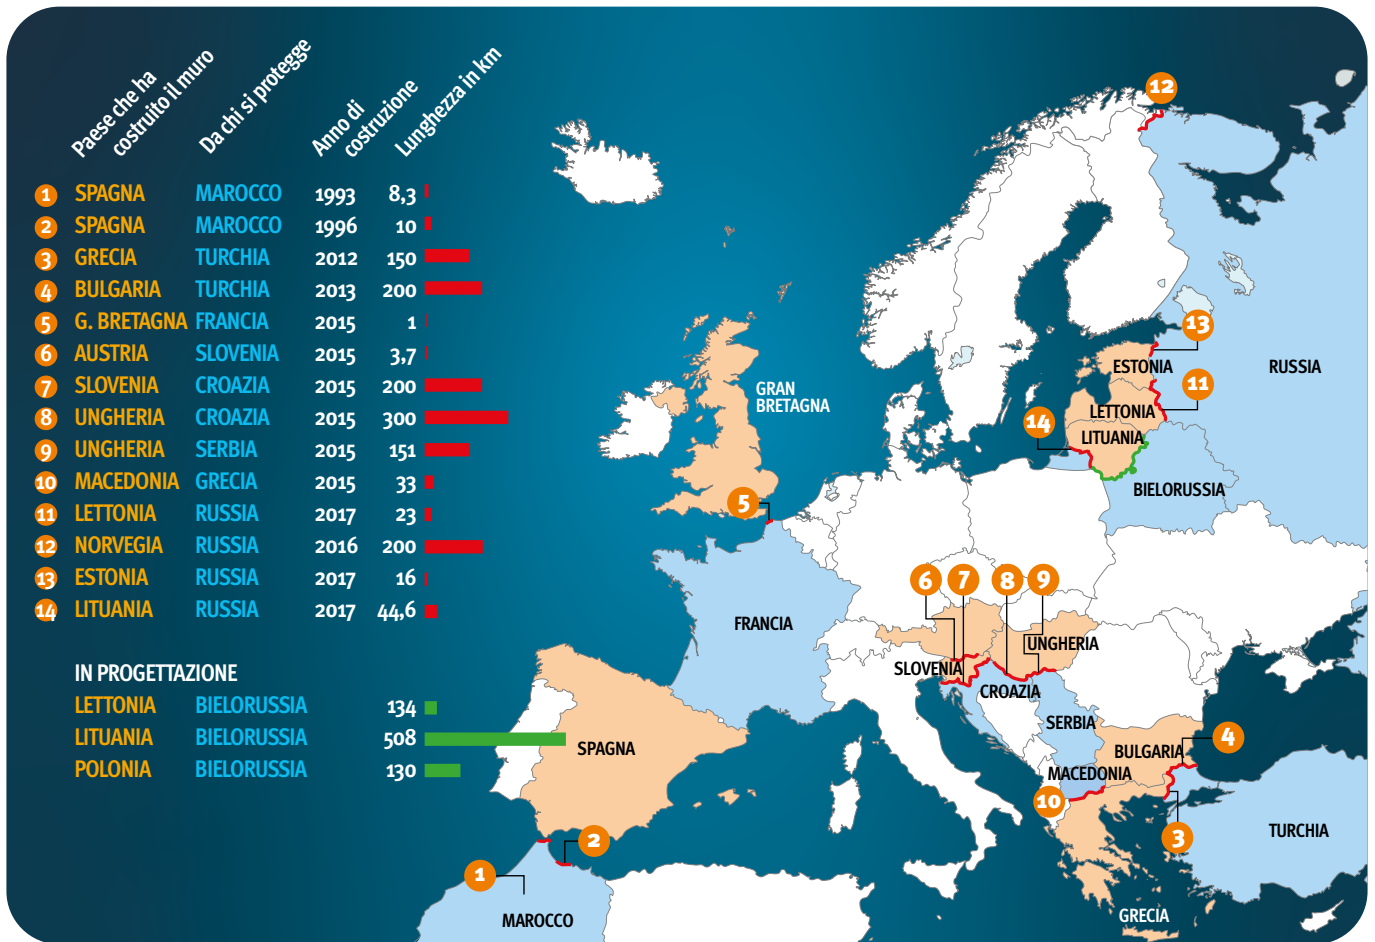 Paese che ha
costruito il muro
Da chi si protegge
Anno di
costruzione
Lunghezza in km
1 SPAGNA MAROCCO 1993 8,3
2 SPAGNA MAROCCO 1996 10
3 GRECIA TURCHIA 2012 150
4 BULGARIA TURCHIA 2013 200
5 G. BRETAGNA FRANCIA 2015 1
6 AUSTRIA SLOVENIA 2015 3,7
7 SLOVENIA CROAZIA 2015 200
8 UNGHERIA CROAZIA 2015 300
9 UNGHERIA SERBIA 2015 151
10 MACEDONIA GRECIA 2015 33
11 LETTONIA RUSSIA 2017 23
12 NORVEGIA RUSSIA 2016 200
13 ESTONIA RUSSIA 2017 16
14 LITUANIA RUSSIA 2017 44,6
IN PROGETTAZIONE
LETTONIA BIELORUSSIA 134
LITUANIA BIELORUSSIA 508
POLONIA BIELORUSSIA 130
12
13
ESTONIA
RUSSIA
11
GRAN
BRETAGNA
LETTONIA
14
LITUANIA
BIELORUSSIA
5
6
7
8
9
FRANCIA
UNGHERIA
SLOVENIA
CROAZIA
SERBIA
4
SPAGNA
BULGARIA
MACEDONIA
10
TURCHIA
3
2
1
MAROCCO
GRECIA